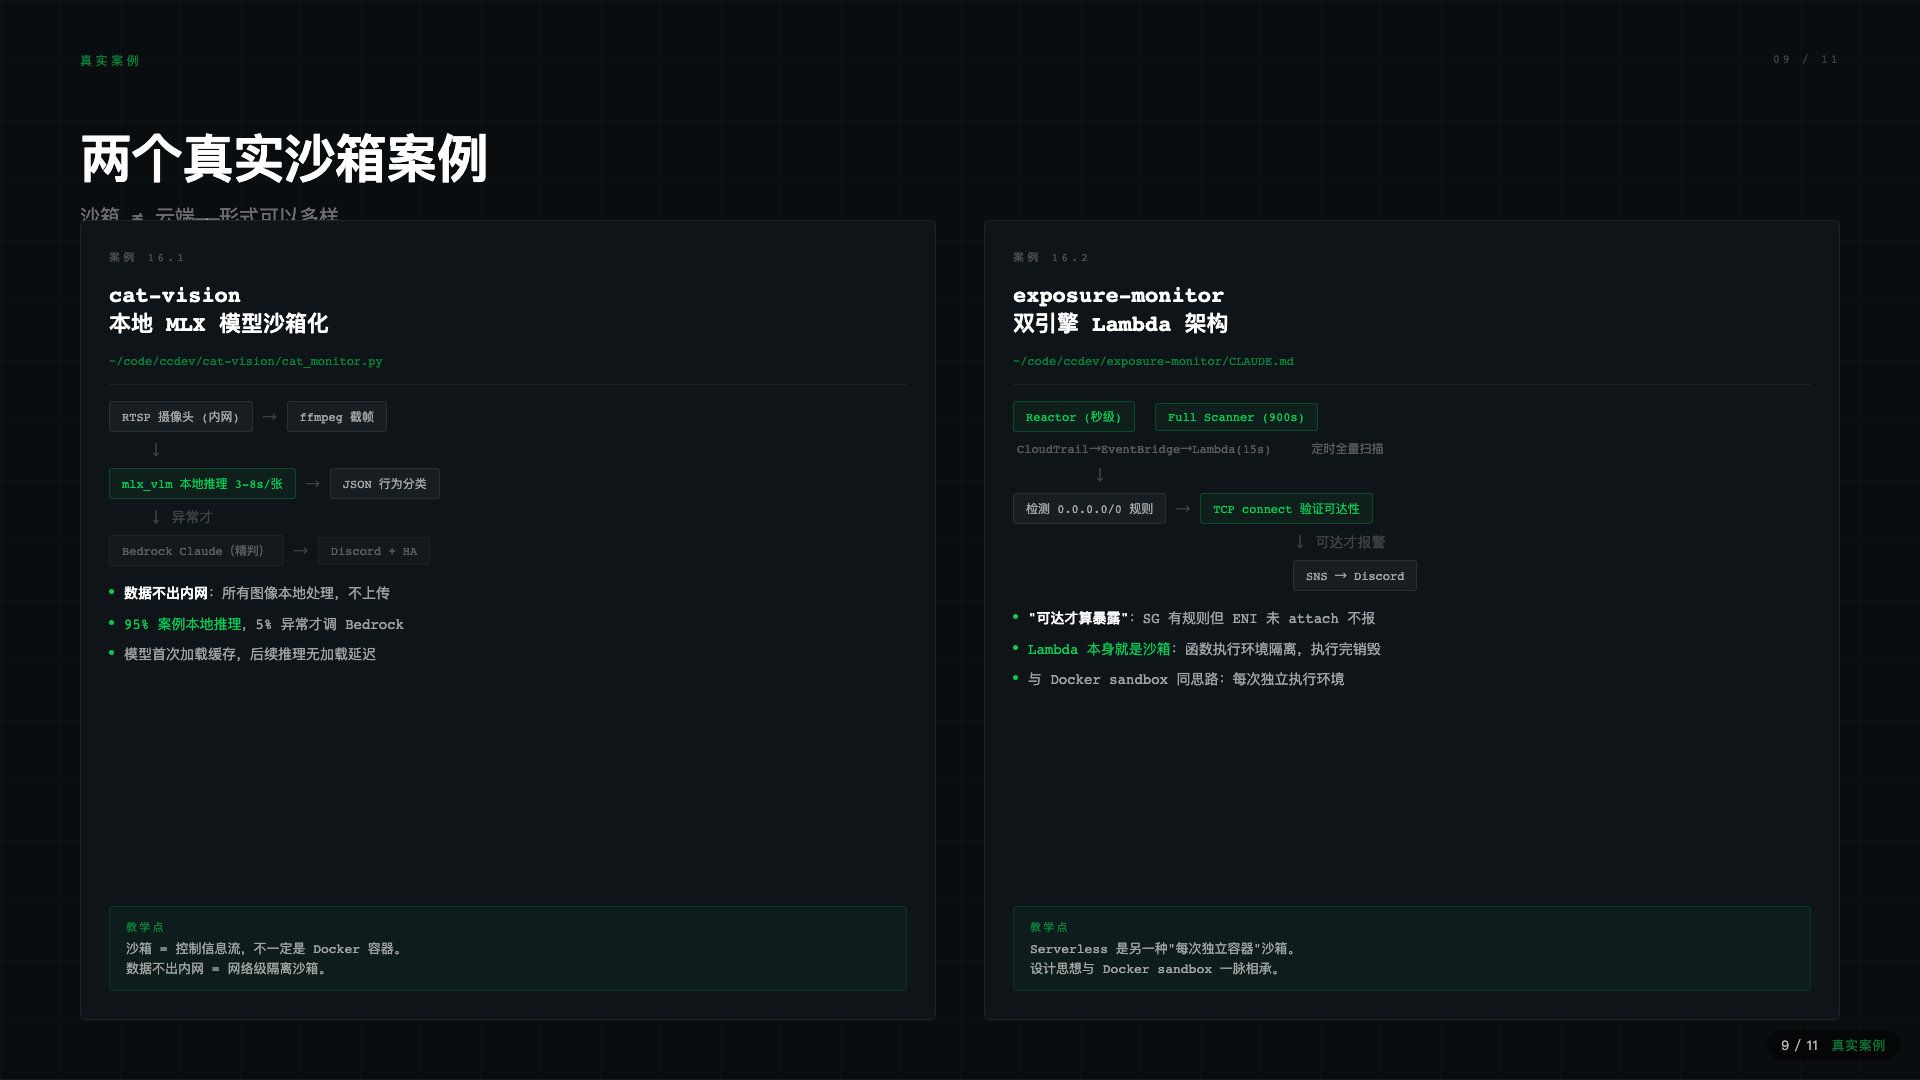 真实案例
09 / 11
两个真实沙箱案例
沙箱 ≠ 云端——形式可以多样
案例 16.1
cat-vision
本地 MLX 模型沙箱化
~/code/ccdev/cat-vision/cat_monitor.py
RTSP 摄像头 (内网) → ffmpeg 截帧
↓
mlx_vlm 本地推理 3-8s/张 → JSON 行为分类
↓ 异常才
Bedrock Claude (精判) → Discord + HA
• 数据不出内网: 所有图像本地处理, 不上传
• 95% 案例本地推理, 5% 异常才调 Bedrock
• 模型首次加载缓存, 后续推理无加载延迟
教学点
沙箱 = 控制信息流, 不一定是 Docker 容器。
数据不出内网 = 网络级隔离沙箱。
案例 16.2
exposure-monitor
双引擎 Lambda 架构
~/code/ccdev/exposure-monitor/CLAUDE.md
Reactor (秒级) Full Scanner (900s)
CloudTrail→EventBridge→Lambda(15s) 定时全量扫描
↓
检测 0.0.0.0/0 规则 → TCP connect 验证可达性
↓ 可达才报警
SNS → Discord
• "可达才算暴露": SG 有规则但 ENI 未 attach 不报
• Lambda 本身就是沙箱: 函数执行环境隔离, 执行完销毁
• 与 Docker sandbox 同思路: 每次独立执行环境
教学点
Serverless 是另一种"每次独立容器"沙箱。
设计思想与 Docker sandbox 一脉相承。
9 / 11 真实案例